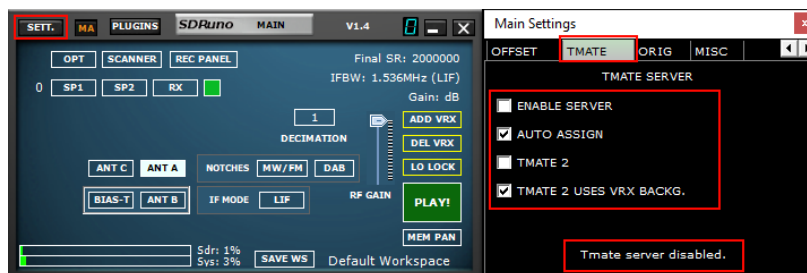 SETT. MA PLUGINS SDRuno MAIN V1.4 8
OPT SCANNER REC PANEL Final SR: 2000000
IFBW: 1.536MHz (LIF)
0 SP1 SP2 RX Gain: dB
1 ADD VRX
DECIMATION DEL VRX
ANT C ANT A NOTCHES MW/FM DAB LO LOCK
BIAS-T ANT B IF MODE LIF RF GAIN PLAY!
MEM PAN
Sdr: 1%
Sys: 3% SAVE WS Default Workspace
Main Settings
OFFSET TMATE ORIG MISC
TMATE SERVER
ENABLE SERVER
AUTO ASSIGN
TMATE 2
TMATE 2 USES VRX BACKG.
Tmate server disabled.